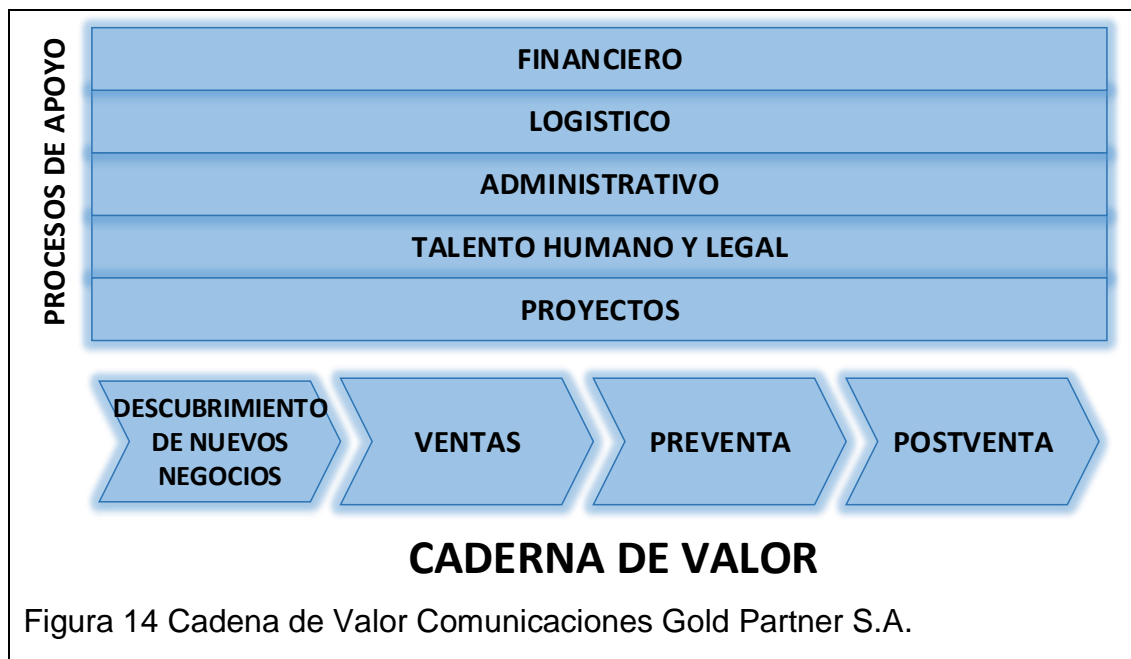 PROCESOS DE APOYO
FINANCIERO
LOGISTICO
ADMINISTRATIVO
TALENTO HUMANO Y LEGAL
PROYECTOS
DESCUBRIMIENTO
DE NUEVOS
NEGOCIOS
VENTAS
PREVENTA
POSTVENTA
CADERNA DE VALOR
Figura 14 Cadena de Valor Comunicaciones Gold Partner S.A.